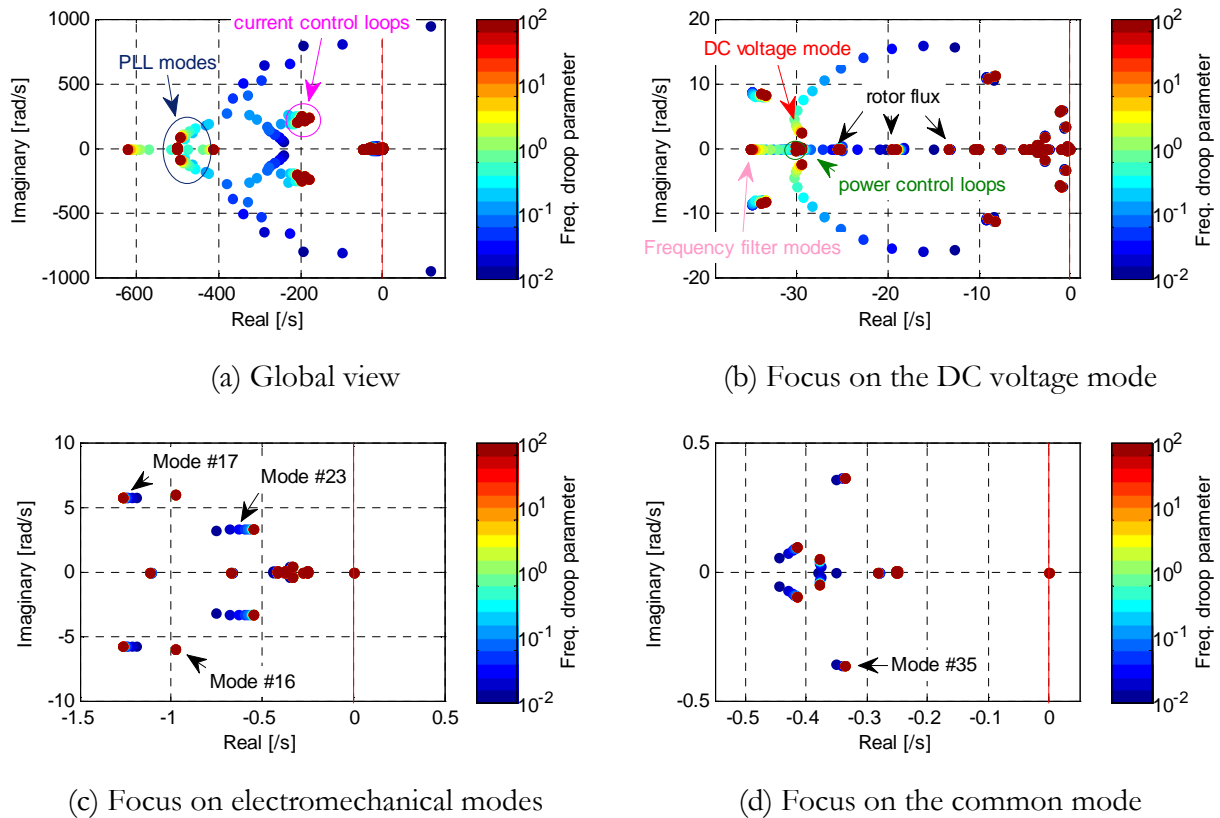 current control loops
PLL modes
1000
500
0
-500
-1000
-600
-400
-200
0
Imaginary [rad/s]
Real [/s]
10^2
10^1
10^0
10^-1
10^-2
Freq. droop parameter
(a) Global view
DC voltage mode
rotor flux
power control loops
Frequency filter modes
20
10
0
-10
-20
-30
-20
-10
0
Imaginary [rad/s]
Real [/s]
10^2
10^1
10^0
10^-1
10^-2
Freq. droop parameter
(b) Focus on the DC voltage mode
Mode #17
Mode #23
Mode #16
10
5
0
-5
-10
-1.5
-1
-0.5
0
0.5
Imaginary [rad/s]
Real [/s]
10^2
10^1
10^0
10^-1
10^-2
Freq. droop parameter
(c) Focus on electromechanical modes
Mode #35
0.5
0
-0.5
-0.5
-0.4
-0.3
-0.2
-0.1
0
Imaginary [rad/s]
Real [/s]
10^2
10^1
10^0
10^-1
10^-2
Freq. droop parameter
(d) Focus on the common mode